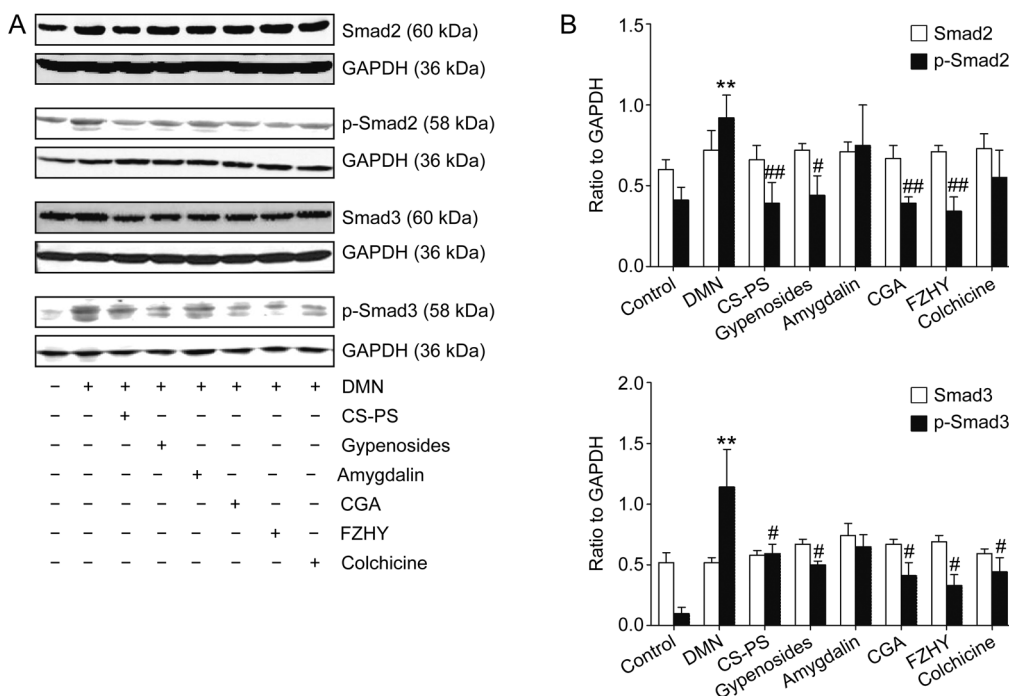 A
Smad2 (60 kDa)
GAPDH (36 kDa)
p-Smad2 (58 kDa)
GAPDH (36 kDa)
Smad3 (60 kDa)
GAPDH (36 kDa)
p-Smad3 (58 kDa)
GAPDH (36 kDa)
− + + + + + + + DMN
− − + − − − − − CS-PS
− − − + − − − − Gypenosides
− − − − + − − − Amygdalin
− − − − − + − − CGA
− − − − − − + − FZHY
− − − − − − − + Colchicine
B
Smad2
p-Smad2
Ratio to GAPDH
1.5
1.0
0.5
0.0
**
##
#
##
##
Control
DMN
CS-PS
Gypenosides
Amygdalin
CGA
FZHY
Colchicine
Smad3
p-Smad3
Ratio to GAPDH
2.0
1.5
1.0
0.5
0.0
**
#
#
#
#
#
Control
DMN
CS-PS
Gypenosides
Amygdalin
CGA
FZHY
Colchicine